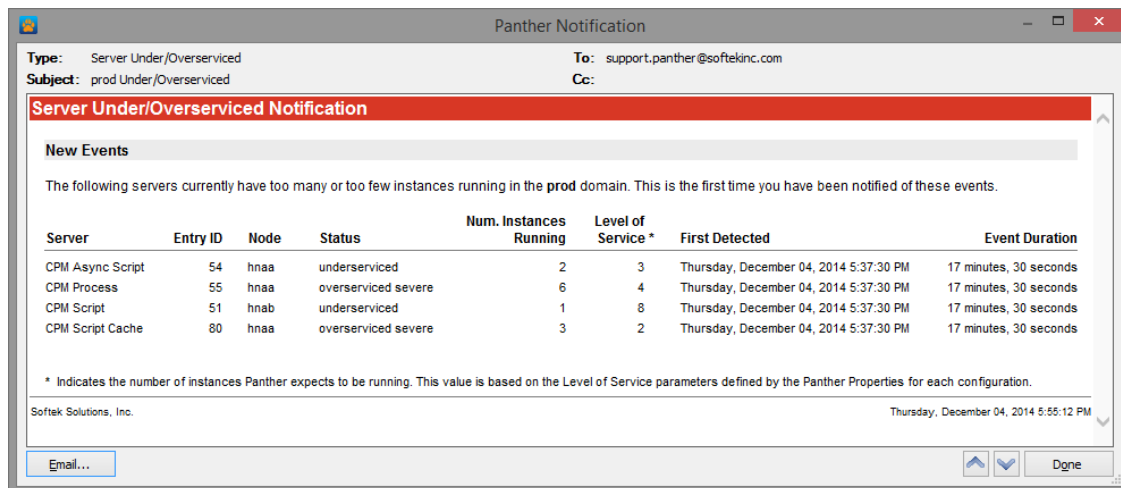 Panther Notification
Type: Server Under/Overserviced To: support.panther@softekinc.com
Subject: prod Under/Overserviced Cc:
Server Under/Overserviced Notification
New Events
The following servers currently have too many or too few instances running in the prod domain. This is the first time you have been notified of these events.
Num. Instances Level of
Server Entry ID Node Status Running Service * First Detected Event Duration
CPM Async Script 54 hnaa underserviced 2 3 Thursday, December 04, 2014 5:37:30 PM 17 minutes, 30 seconds
CPM Process 55 hnaa overserviced severe 6 4 Thursday, December 04, 2014 5:37:30 PM 17 minutes, 30 seconds
CPM Script 51 hnab underserviced 1 8 Thursday, December 04, 2014 5:37:30 PM 17 minutes, 30 seconds
CPM Script Cache 80 hnaa overserviced severe 3 2 Thursday, December 04, 2014 5:37:30 PM 17 minutes, 30 seconds
* Indicates the number of instances Panther expects to be running. This value is based on the Level of Service parameters defined by the Panther Properties for each configuration.
Softek Solutions, Inc. Thursday, December 04, 2014 5:55:12 PM
Email... Done